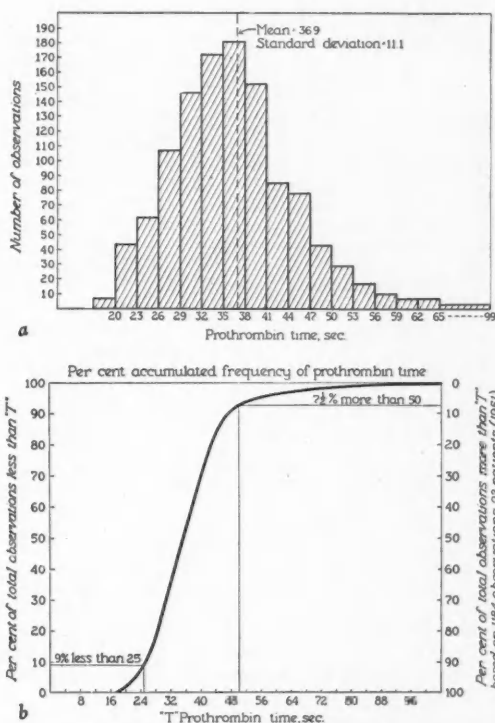 190
180
170
160
150
140
130
120
110
100
90
80
70
60
50
40
30
20
10
Number of observations
Mean·36.9
Standard deviation·11.1
20 23 26 29 32 35 38 41 44 47 50 53 56 59 62 65 99
Prothrombin time, sec.
a
Per cent accumulated frequency of prothrombin time
100
90
80
70
60
50
40
30
20
10
0
Per cent of total observations less than "T"
7½% more than 50
9% less than 25
0
10
20
30
40
50
60
70
80
90
100
Per cent of total observations more than "T"
8 16 24 32 40 48 56 64 72 80 88 96
"T" Prothrombin time, sec.
b